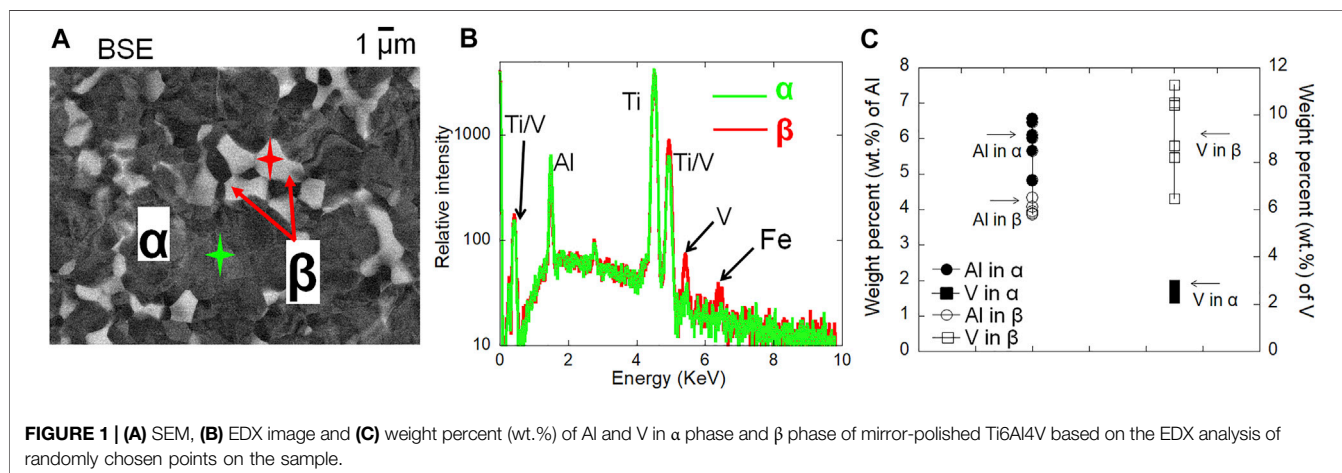 A
BSE
1 µm
α
β
B
α
β
Ti/V
Al
Ti
Ti/V
V
Fe
Relative intensity
1000
100
10
0
2
4
6
8
10
Energy (KeV)
C
Weight percent (wt.%) of Al
8
7
6
5
4
3
2
1
0
Al in α
Al in β
V in β
V in α
Al in α
V in α
Al in β
V in β
12
10
8
6
4
2
0
Weight percent (wt.%) of V
FIGURE 1 | (A) SEM, (B) EDX image and (C) weight percent (wt.%) of Al and V in α phase and β phase of mirror-polished Ti6Al4V based on the EDX analysis of
randomly chosen points on the sample.